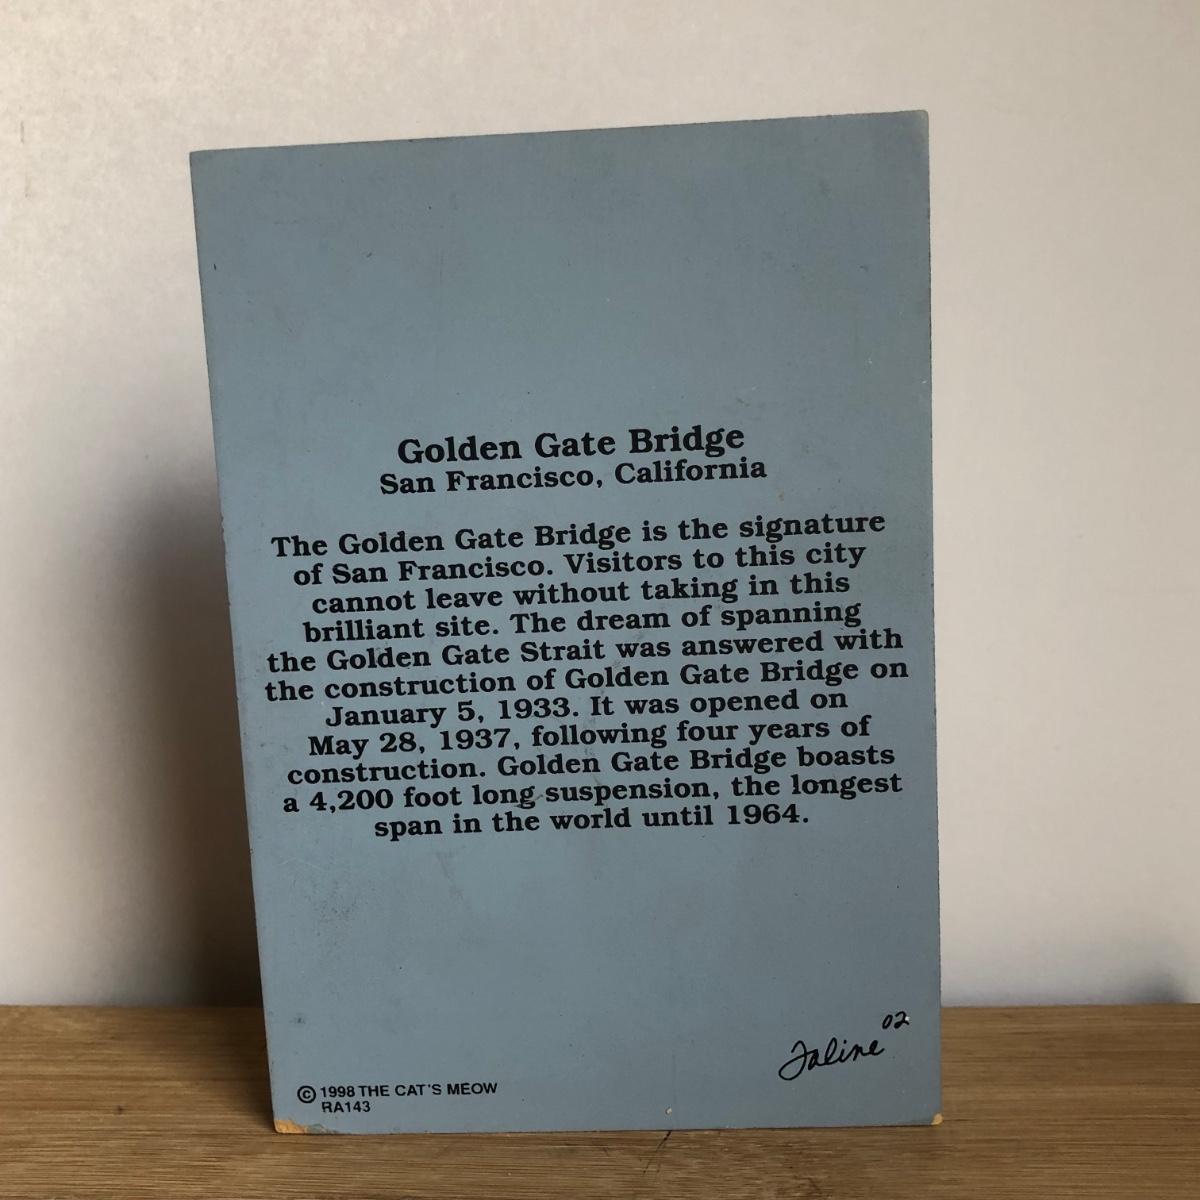 Golden Gate Bridge
San Francisco, California
The Golden Gate Bridge is the signature
of San Francisco. Visitors to this city
cannot leave without taking in this
brilliant site. The dream of spanning
the Golden Gate Strait was answered with
the construction of Golden Gate Bridge on
January 5, 1933. It was opened on
May 28, 1937, following four years of
construction. Golden Gate Bridge boasts
a 4,200 foot long suspension, the longest
span in the world until 1964.
Faline 02
© 1998 THE CAT'S MEOW
RA143